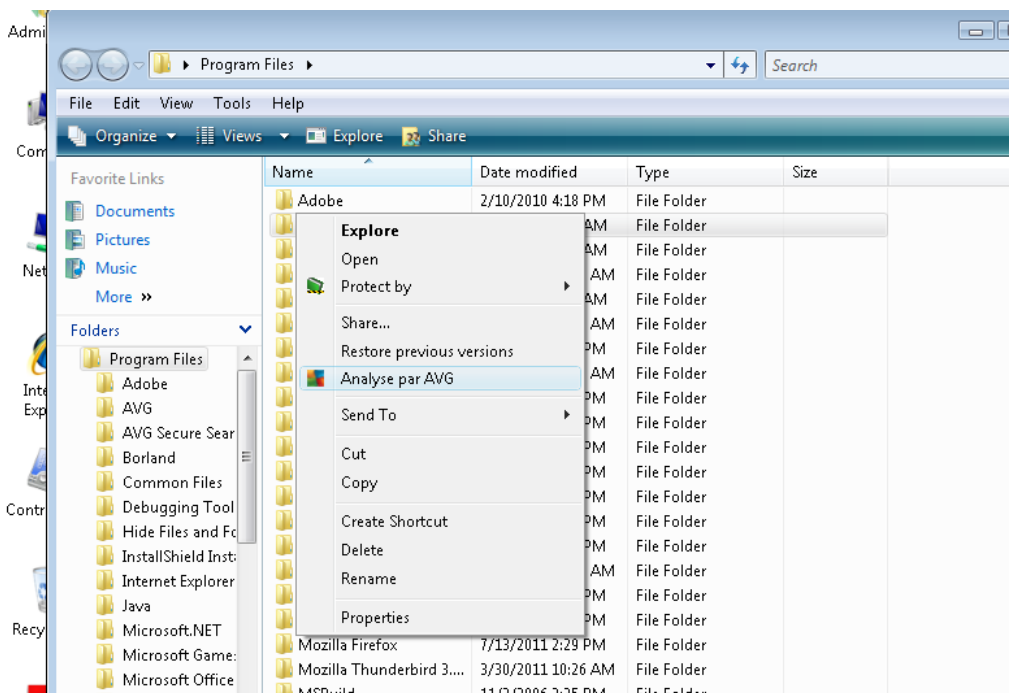 Admi
Program Files
Search
File Edit View Tools Help
Organize Views Explore Share
Com
Favorite Links
Name Date modified Type Size
Adobe 2/10/2010 4:18 PM File Folder
Documents
AM File Folder
Explore
Pictures
AM File Folder
Open
Net
Music
AM File Folder
Protect by
More
AM File Folder
Share...
AM File Folder
Folders
Restore previous versions
PM File Folder
Program Files
Analyse par AVG
AM File Folder
Inte
Exp
Adobe
PM File Folder
AVG
Send To
PM File Folder
AVG Secure Sear
PM File Folder
Borland
Cut
PM File Folder
Common Files
Copy
PM File Folder
Contr
Debugging Tool
Create Shortcut
PM File Folder
Hide Files and Fo
PM File Folder
InstallShield Inst
Delete
AM File Folder
Internet Explorer
Rename
PM File Folder
Java
Properties
PM File Folder
Recy
Microsoft.NET
Mozilla Firefox 7/13/2011 2:29 PM File Folder
Microsoft Game
Mozilla Thunderbird 3.... 3/30/2011 10:26 AM File Folder
Microsoft Office
MSBuild 11/2/2006 2:35 PM File Folder